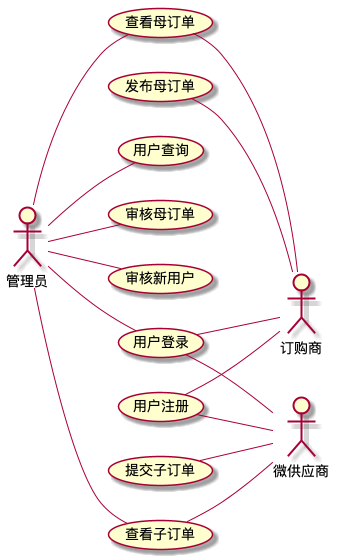 查看母订单
发布母订单
用户查询
审核母订单
管理员
审核新用户
用户登录
订购商
用户注册
提交子订单
微供应商
查看子订单